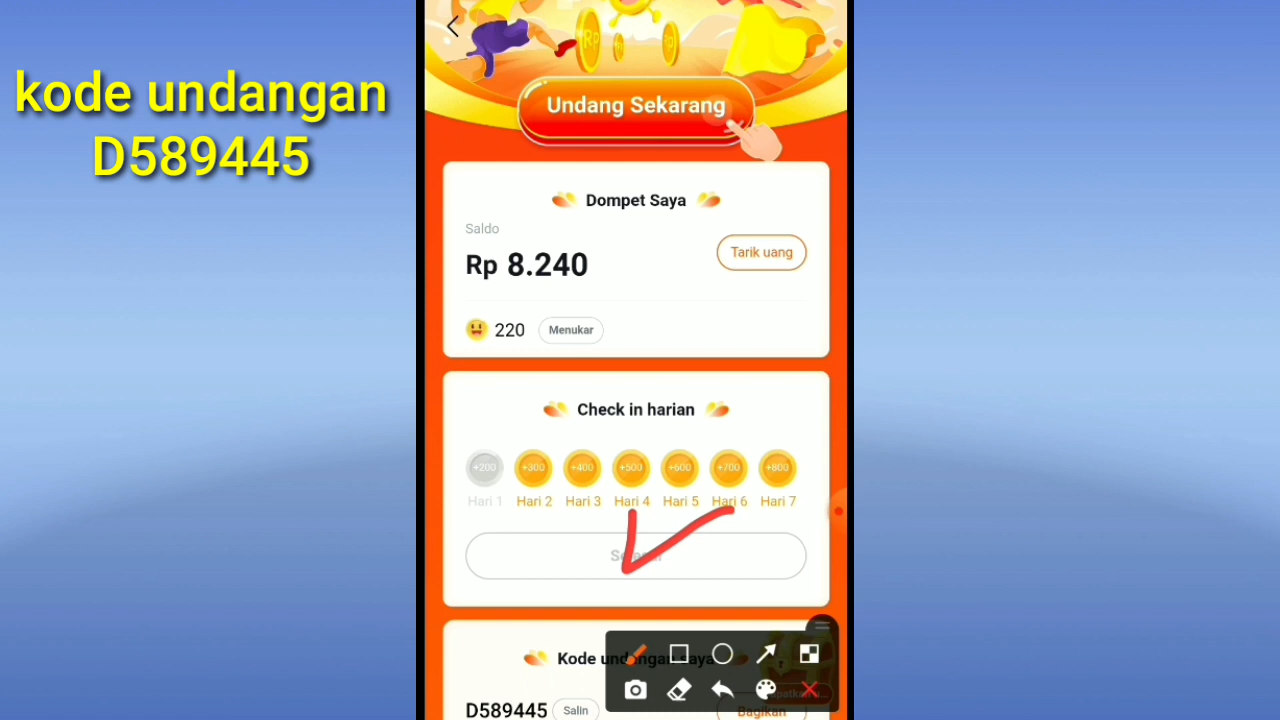 kode undangan
D589445
Undang Sekarang
Dompet Saya
Saldo
Rp 8.240
Tarik uang
220
Menukar
Check in harian
+200 +300 +400 +500 +600 +700 +800
Hari 1 Hari 2 Hari 3 Hari 4 Hari 5 Hari 6 Hari 7
Kode undangan saya
D589445
Salin
Bagikan